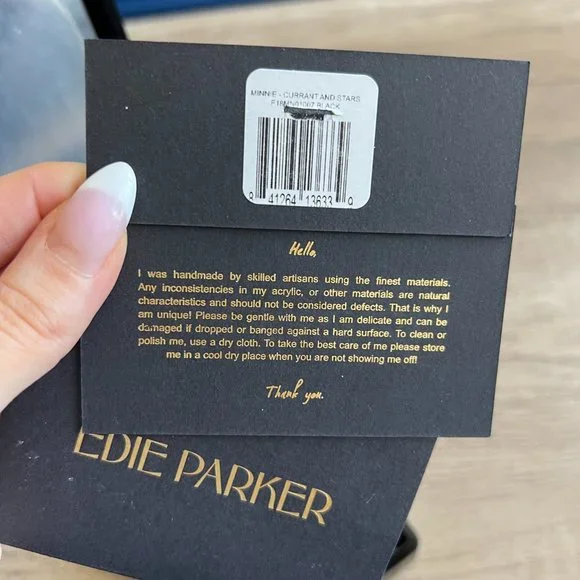 MINNIE - CURRANT AND STARS
BLACK
8 41264 13633 9
Hello,
I was handmade by skilled artisans using the finest materials.
Any inconsistencies in my acrylic, or other materials are natural
characteristics and should not be considered defects. That is why I
am unique! Please be gentle with me as I am delicate and can be
damaged if dropped or banged against a hard surface. To clean or
polish me, use a dry cloth. To take the best care of me please store
me in a cool dry place when you are not showing me off!
Thank you.
EDIE PARKER